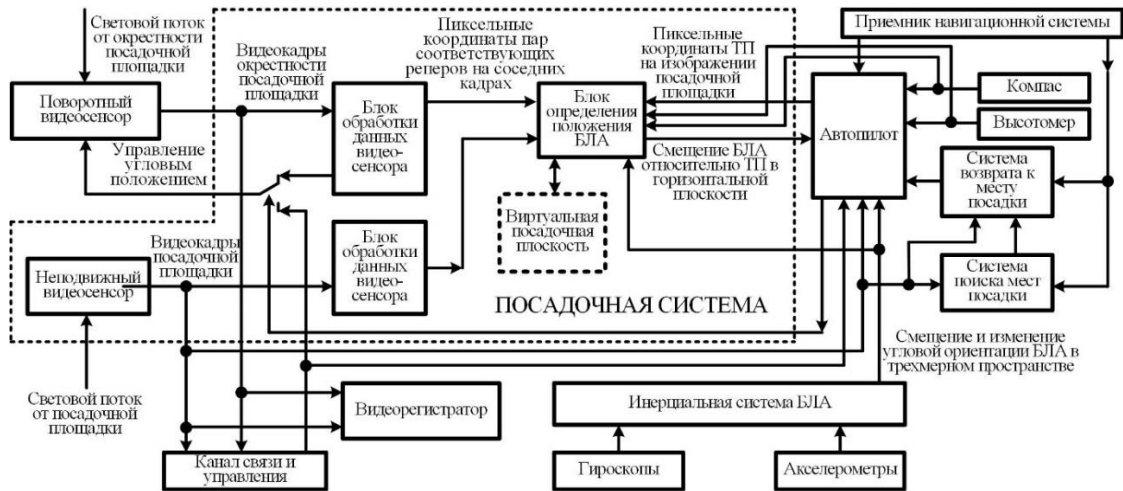 Световой поток
от окрестности
посадочной
площадки
Видеокадры
окрестности
посадочной
площадки
Пиксельные
координаты пар
соответствующих
реперов на соседних
кадрах
Пиксельные
координаты ТП
на изображении
посадочной
площадки
Приемник навигационной системы
Компас
Высотомер
Поворотный
видеосенсор
Блок
обработки
данных
видео-
сенсора
Блок
определения
положения
БЛА
Автопилот
Управление
угловым
положением
Смещение БЛА
относительно ТП в
горизонтальной
плоскости
Система
возврата к
месту
посадки
Виртуальная
посадочная
плоскость
Видеокадры
посадочной
площадки
Неподвижный
видеосенсор
Блок
обработки
данных
видео-
сенсора
Система
поиска мест
посадки
ПОСАДОЧНАЯ СИСТЕМА
Смещение и изменение
угловой ориентации БЛА в
трехмерном пространстве
Световой поток
от посадочной
площадки
Видеорегистратор
Инерциальная система БЛА
Канал связи и
управления
Гироскопы
Акселерометры